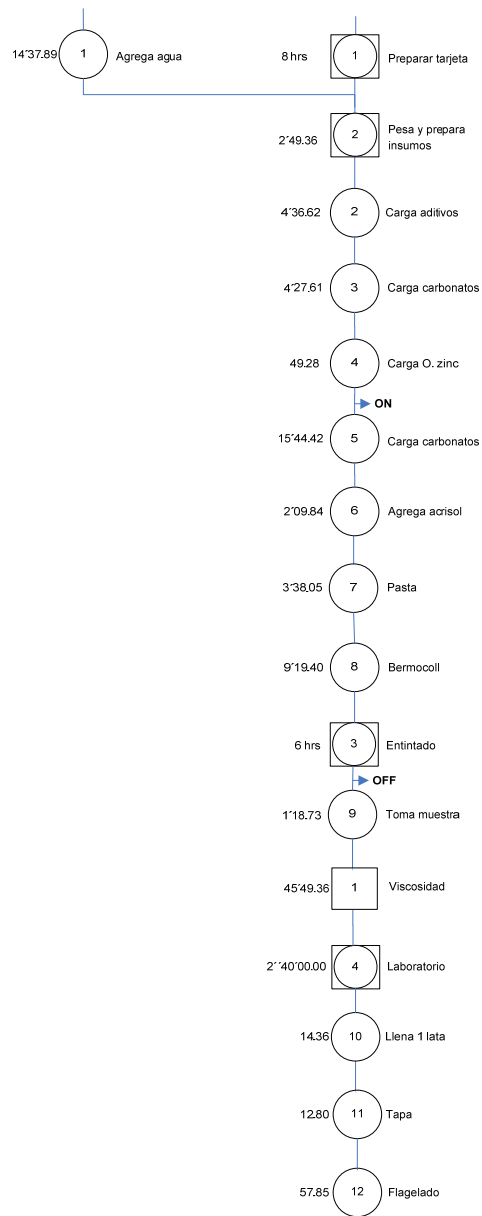 14´37.89 1 Agrega agua
8 hrs 1 Preparar tarjeta
2´49.36 2 Pesa y prepara
insumos
4´36.62 2 Carga aditivos
4´27.61 3 Carga carbonatos
49.28 4 Carga O. zinc
ON
15´44.42 5 Carga carbonatos
2´09.84 6 Agrega acrisol
3´38.05 7 Pasta
9´19.40 8 Bermocoll
6 hrs 3 Entintado
OFF
1´18.73 9 Toma muestra
45´49.36 1 Viscosidad
2´´40´00.00 4 Laboratorio
14.36 10 Llena 1 lata
12.80 11 Tapa
57.85 12 Flagelado